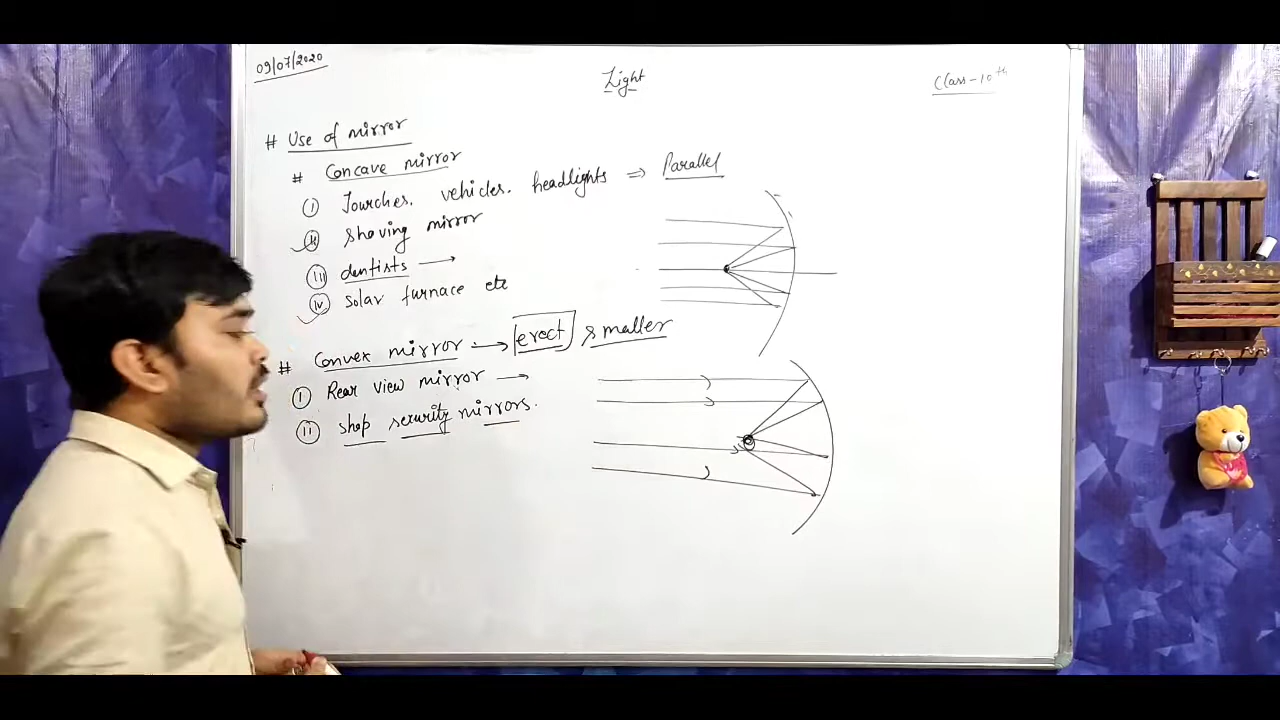 09/07/2020
Light
Class-10th
# Use of mirror
# Concave mirror
(i) Tourches, vehicles, headlights ⇒ Parallel
(ii) Shaving mirror
(iii) dentists →
(iv) Solar furnace etc
# Convex mirror → erect, smaller
(i) Rear view mirror →
(ii) Shop security mirrors.